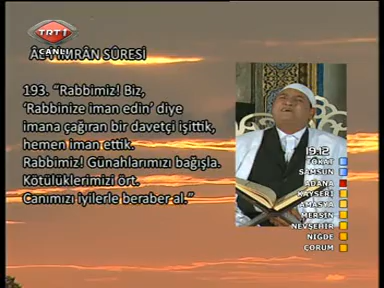 TRT 1
CANLI
ÂL-İ İMRÂN SÛRESİ
193. “Rabbimiz! Biz,
‘Rabbinize iman edin’ diye
imana çağıran bir davetçi işittik,
hemen iman ettik.
Rabbimiz! Günahlarımızı bağışla.
Kötülüklerimizi ört.
Canımızı iyilerle beraber al.”
19:12
TOKAT
SAMSUN
ADANA
KAYSERİ
AMASYA
MERSİN
NEVŞEHİR
NİĞDE
ÇORUM